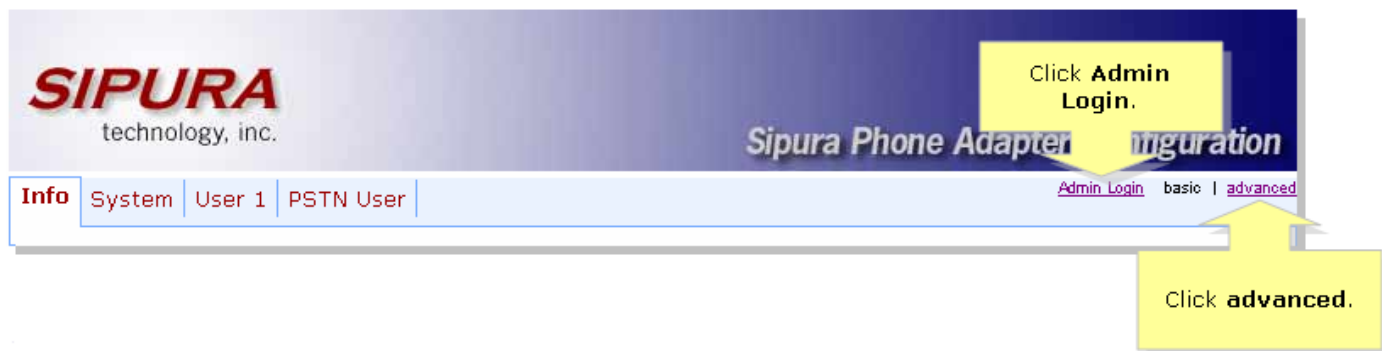 SIPURA
technology, inc.
Click Admin
Login.
Sipura Phone Adapter
Info System User 1 PSTN User
Admin Login basic | advanced
Click advanced.